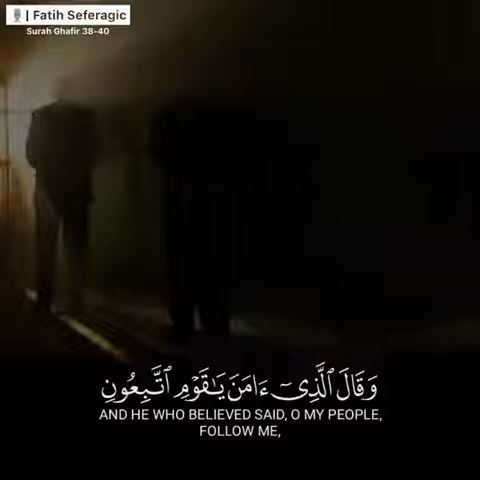 🎙️| Fatih Seferagic
Surah Ghafir 38-40
وَقَالَ ٱلَّذِىٓ ءَامَنَ يَـٰقَوْمِ ٱتَّبِعُونِ
AND HE WHO BELIEVED SAID, O MY PEOPLE,
FOLLOW ME,